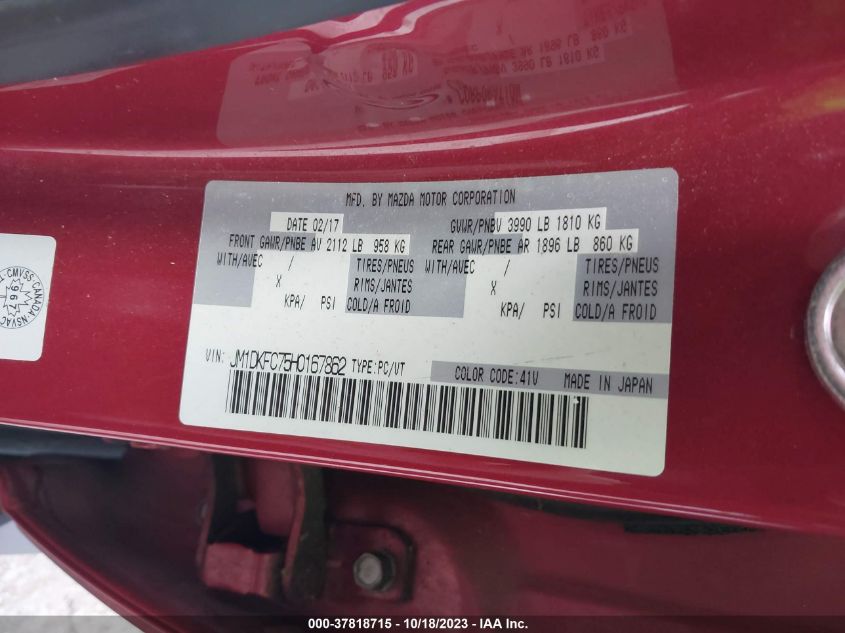 MFD. BY MAZDA MOTOR CORPORATION
DATE 02/17 GVWR/PNBV 3990 LB 1810 KG
FRONT GAWR/PNBE AV 2112 LB 958 KG REAR GAWR/PNBE AR 1896 LB 860 KG
WITH/AVEC / TIRES/PNEUS WITH/AVEC / TIRES/PNEUS
X RIMS/JANTES X RIMS/JANTES
KPA/ PSI COLD/A FROID KPA/ PSI COLD/A FROID
VIN: JM1DKFC75H0167862 TYPE:PC/VT COLOR CODE:41V MADE IN JAPAN
CMVSS CANADA-NSVAC
000-37818715 - 10/18/2023 - IAA Inc.